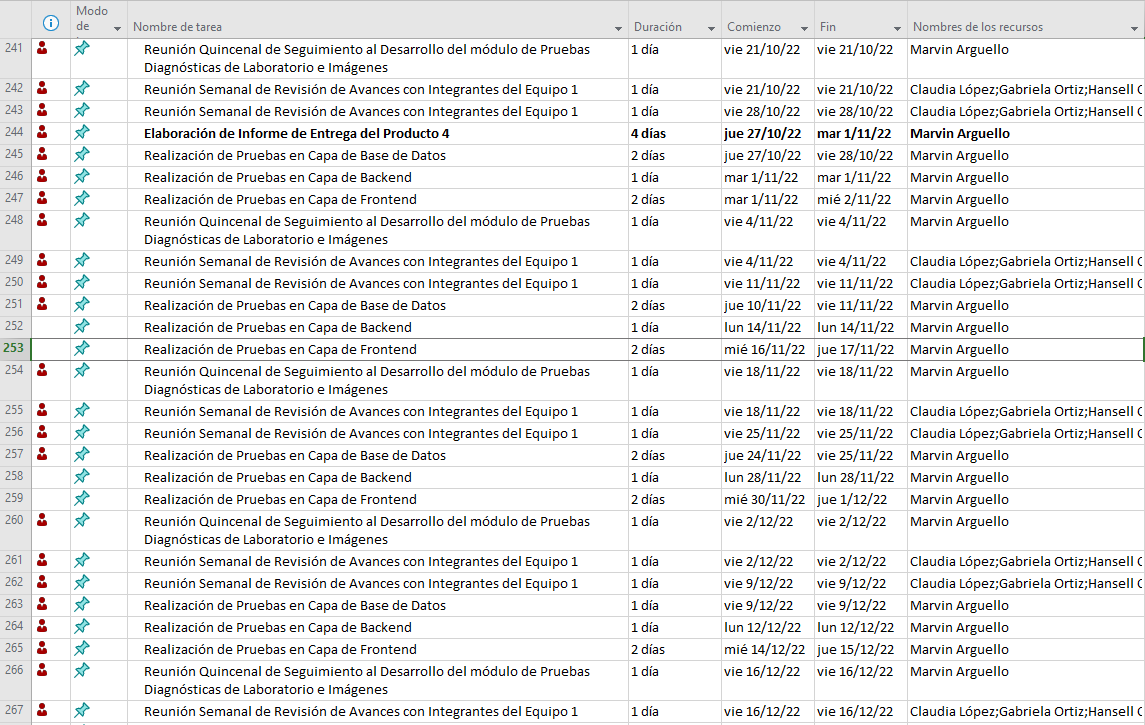 Modo
de
Nombre de tarea Duración Comienzo Fin Nombres de los recursos
241 Reunión Quincenal de Seguimiento al Desarrollo del módulo de Pruebas 1 día vie 21/10/22 vie 21/10/22 Marvin Arguello
Diagnósticas de Laboratorio e Imágenes
242 Reunión Semanal de Revisión de Avances con Integrantes del Equipo 1 1 día vie 21/10/22 vie 21/10/22 Claudia López;Gabriela Ortiz;Hansell
243 Reunión Semanal de Revisión de Avances con Integrantes del Equipo 1 1 día vie 28/10/22 vie 28/10/22 Claudia López;Gabriela Ortiz;Hansell
244 Elaboración de Informe de Entrega del Producto 4 4 días jue 27/10/22 mar 1/11/22 Marvin Arguello
245 Realización de Pruebas en Capa de Base de Datos 2 días jue 27/10/22 vie 28/10/22 Marvin Arguello
246 Realización de Pruebas en Capa de Backend 1 día mar 1/11/22 mar 1/11/22 Marvin Arguello
247 Realización de Pruebas en Capa de Frontend 2 días mar 1/11/22 mié 2/11/22 Marvin Arguello
248 Reunión Quincenal de Seguimiento al Desarrollo del módulo de Pruebas 1 día vie 4/11/22 vie 4/11/22 Marvin Arguello
Diagnósticas de Laboratorio e Imágenes
249 Reunión Semanal de Revisión de Avances con Integrantes del Equipo 1 1 día vie 4/11/22 vie 4/11/22 Claudia López;Gabriela Ortiz;Hansell
250 Reunión Semanal de Revisión de Avances con Integrantes del Equipo 1 1 día vie 11/11/22 vie 11/11/22 Claudia López;Gabriela Ortiz;Hansell
251 Realización de Pruebas en Capa de Base de Datos 2 días jue 10/11/22 vie 11/11/22 Marvin Arguello
252 Realización de Pruebas en Capa de Backend 1 día lun 14/11/22 lun 14/11/22 Marvin Arguello
253 Realización de Pruebas en Capa de Frontend 2 días mié 16/11/22 jue 17/11/22 Marvin Arguello
254 Reunión Quincenal de Seguimiento al Desarrollo del módulo de Pruebas 1 día vie 18/11/22 vie 18/11/22 Marvin Arguello
Diagnósticas de Laboratorio e Imágenes
255 Reunión Semanal de Revisión de Avances con Integrantes del Equipo 1 1 día vie 18/11/22 vie 18/11/22 Claudia López;Gabriela Ortiz;Hansell
256 Reunión Semanal de Revisión de Avances con Integrantes del Equipo 1 1 día vie 25/11/22 vie 25/11/22 Claudia López;Gabriela Ortiz;Hansell
257 Realización de Pruebas en Capa de Base de Datos 2 días jue 24/11/22 vie 25/11/22 Marvin Arguello
258 Realización de Pruebas en Capa de Backend 1 día lun 28/11/22 lun 28/11/22 Marvin Arguello
259 Realización de Pruebas en Capa de Frontend 2 días mié 30/11/22 jue 1/12/22 Marvin Arguello
260 Reunión Quincenal de Seguimiento al Desarrollo del módulo de Pruebas 1 día vie 2/12/22 vie 2/12/22 Marvin Arguello
Diagnósticas de Laboratorio e Imágenes
261 Reunión Semanal de Revisión de Avances con Integrantes del Equipo 1 1 día vie 2/12/22 vie 2/12/22 Claudia López;Gabriela Ortiz;Hansell
262 Reunión Semanal de Revisión de Avances con Integrantes del Equipo 1 1 día vie 9/12/22 vie 9/12/22 Claudia López;Gabriela Ortiz;Hansell
263 Realización de Pruebas en Capa de Base de Datos 1 día vie 9/12/22 vie 9/12/22 Marvin Arguello
264 Realización de Pruebas en Capa de Backend 1 día lun 12/12/22 lun 12/12/22 Marvin Arguello
265 Realización de Pruebas en Capa de Frontend 2 días mié 14/12/22 jue 15/12/22 Marvin Arguello
266 Reunión Quincenal de Seguimiento al Desarrollo del módulo de Pruebas 1 día vie 16/12/22 vie 16/12/22 Marvin Arguello
Diagnósticas de Laboratorio e Imágenes
267 Reunión Semanal de Revisión de Avances con Integrantes del Equipo 1 1 día vie 16/12/22 vie 16/12/22 Claudia López;Gabriela Ortiz;Hansell